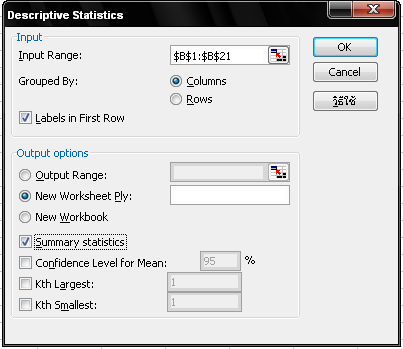 Descriptive Statistics
Input
Input Range:
$B$1:$B$21
OK
Cancel
Grouped By:
Columns
Rows
วิธีใช้
Labels in First Row
Output options
Output Range:
New Worksheet Ply:
New Workbook
Summary statistics
Confidence Level for Mean:
95
%
Kth Largest:
1
Kth Smallest:
1